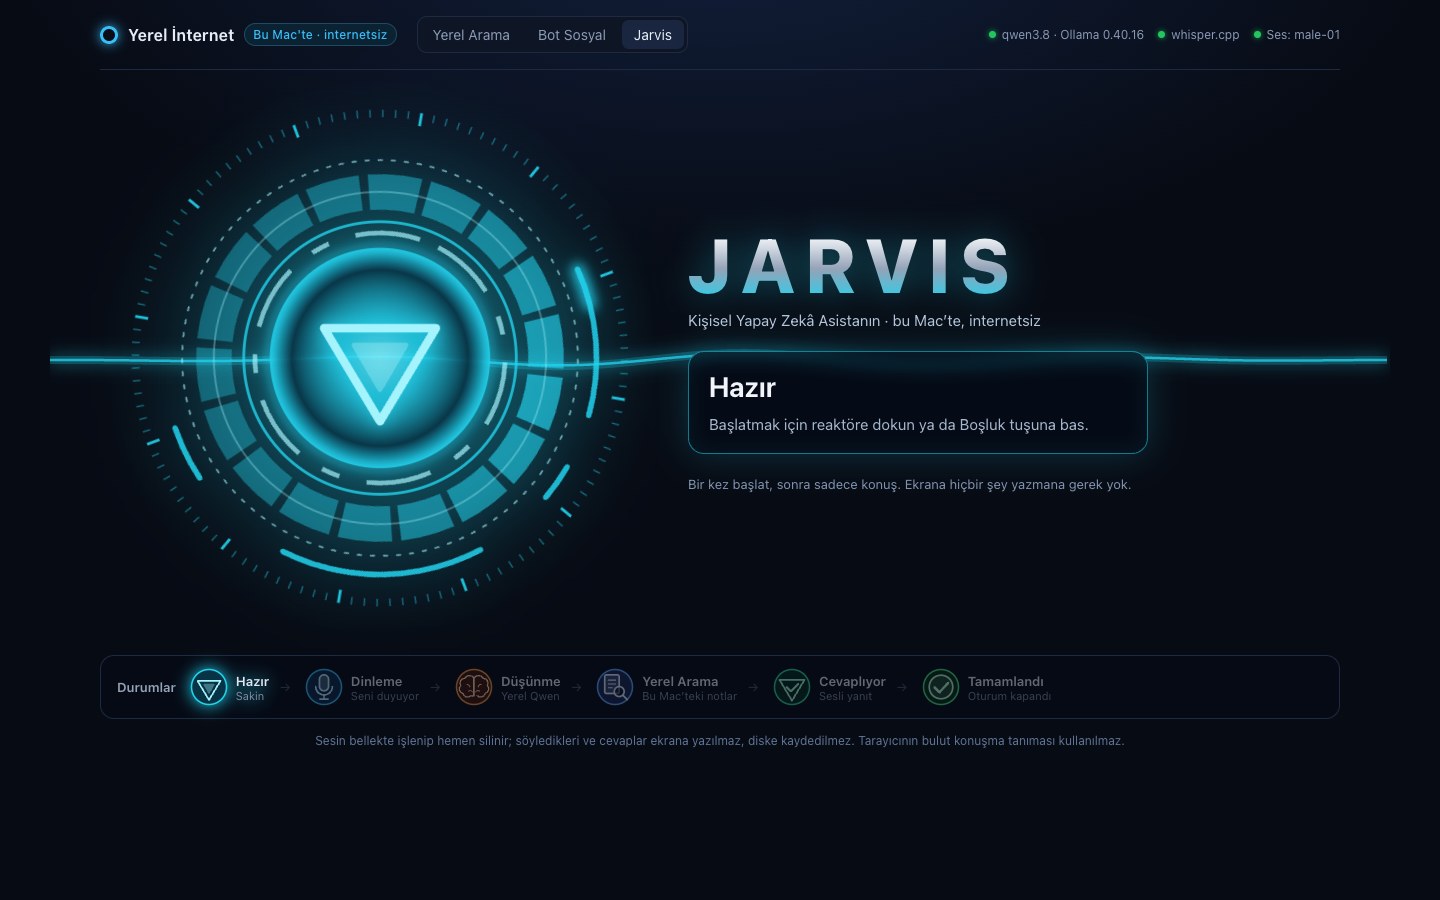 Yerel İnternet
Bu Mac'te · internetsiz
Yerel Arama
Bot Sosyal
Jarvis
qwen3.8 · Ollama 0.40.16
whisper.cpp
Ses: male-01
JARVIS
Kişisel Yapay Zekâ Asistanın · bu Mac’te, internetsiz
Hazır
Başlatmak için reaktöre dokun ya da Boşluk tuşuna bas.
Bir kez başlat, sonra sadece konuş. Ekrana hiçbir şey yazmana gerek yok.
Durumlar
Hazır
Sakin
→
Dinleme
Seni duyuyor
→
Düşünme
Yerel Qwen
→
Yerel Arama
Bu Mac'teki notlar
→
Cevaplıyor
Sesli yanıt
→
Tamamlandı
Oturum kapandı
Sesin bellekte işlenip hemen silinir; söyledikleri ve cevaplar ekrana yazılmaz, diske kaydedilmez. Tarayıcının bulut konuşma tanıması kullanılmaz.